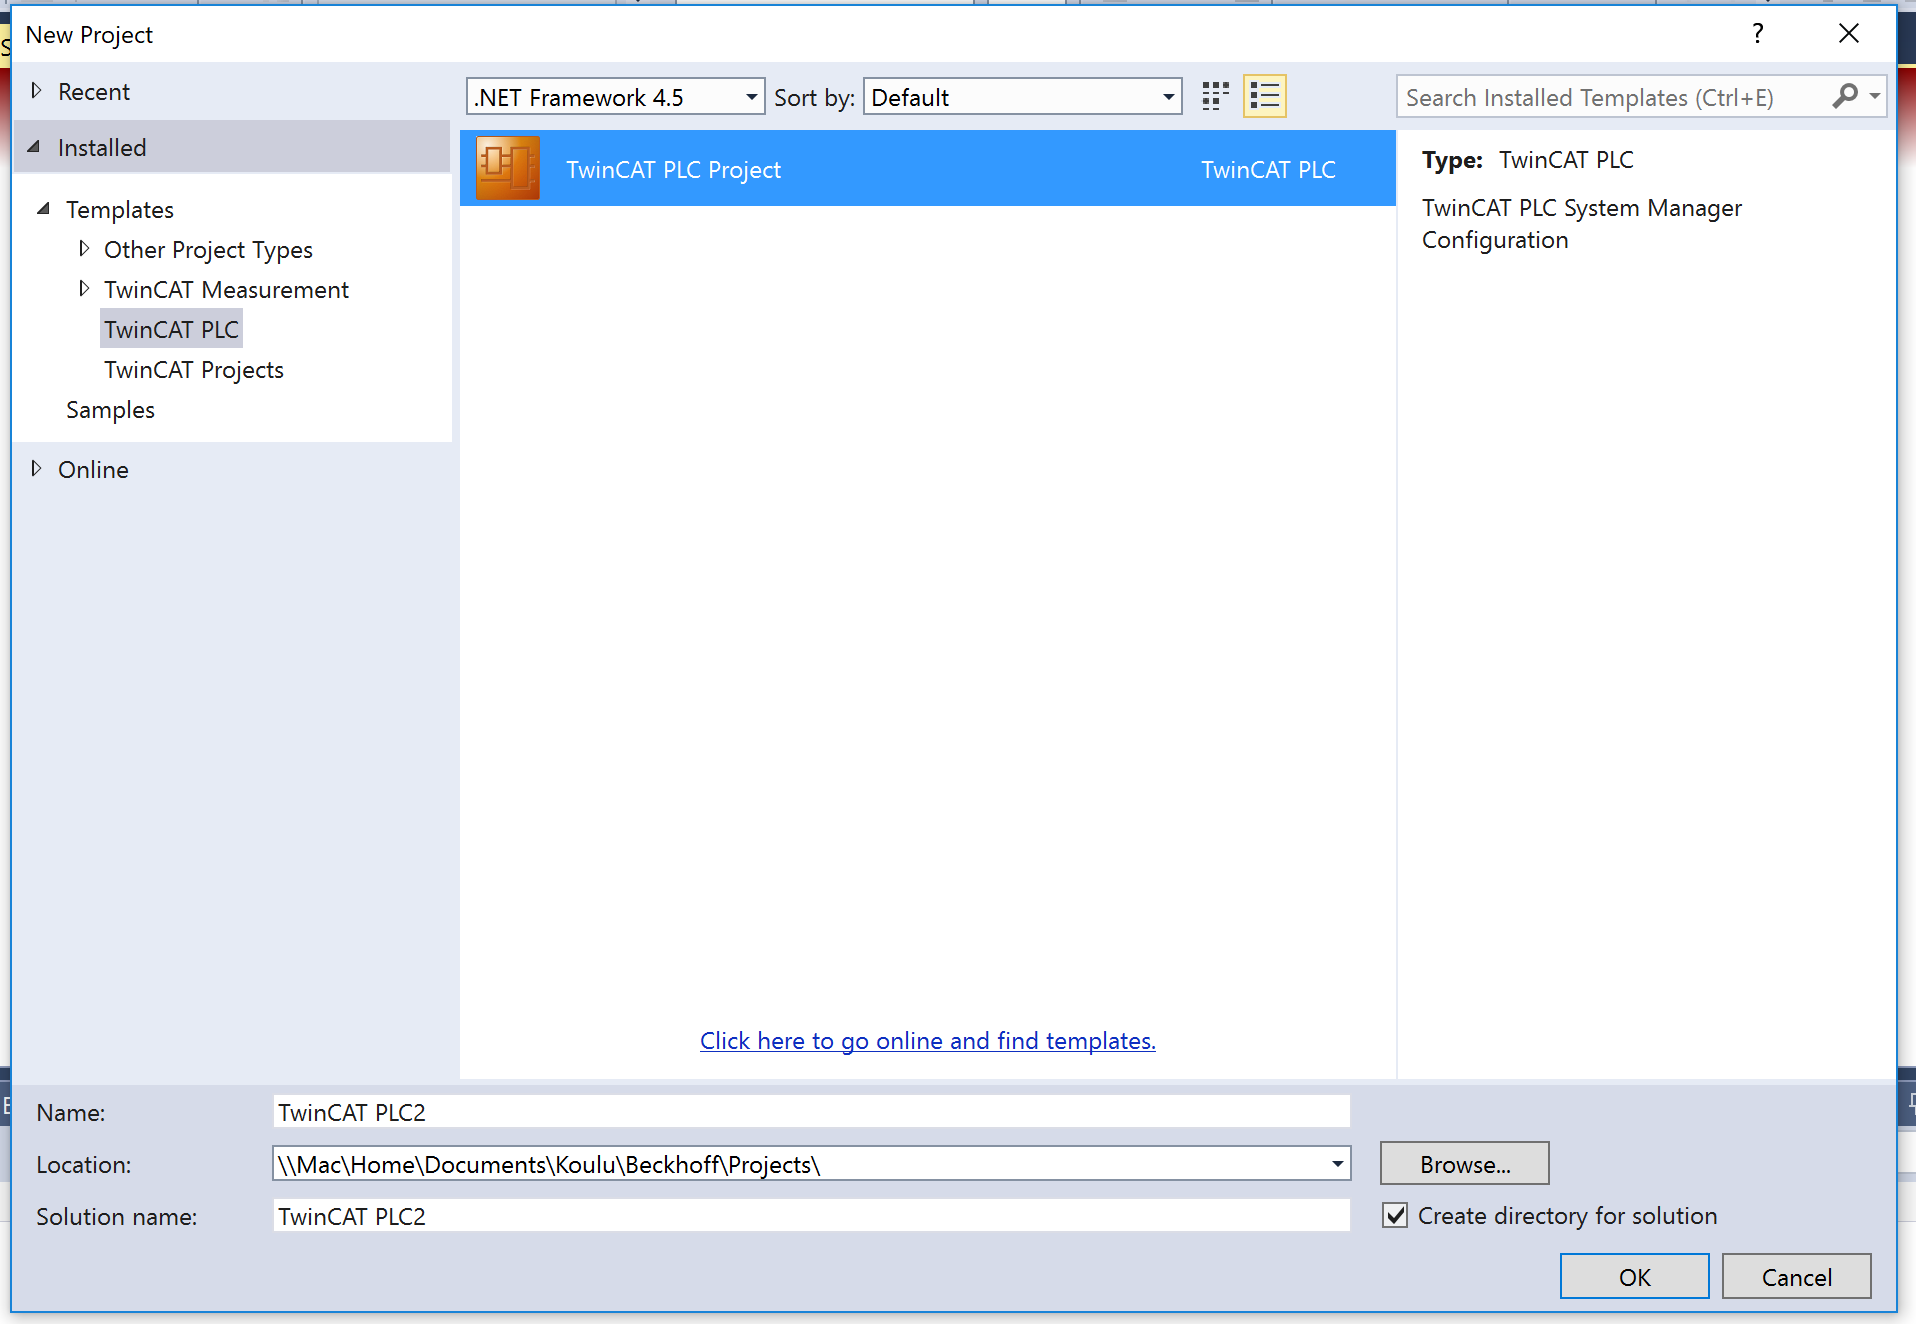 New Project
?
Recent
.NET Framework 4.5
Sort by:
Default
Search Installed Templates (Ctrl+E)
Installed
TwinCAT PLC Project
TwinCAT PLC
Type: TwinCAT PLC
TwinCAT PLC System Manager
Configuration
Templates
Other Project Types
TwinCAT Measurement
TwinCAT PLC
TwinCAT Projects
Samples
Online
Click here to go online and find templates.
Name:
TwinCAT PLC2
Location:
\\Mac\Home\Documents\Koulu\Beckhoff\Projects\
Browse...
Solution name:
TwinCAT PLC2
Create directory for solution
OK
Cancel